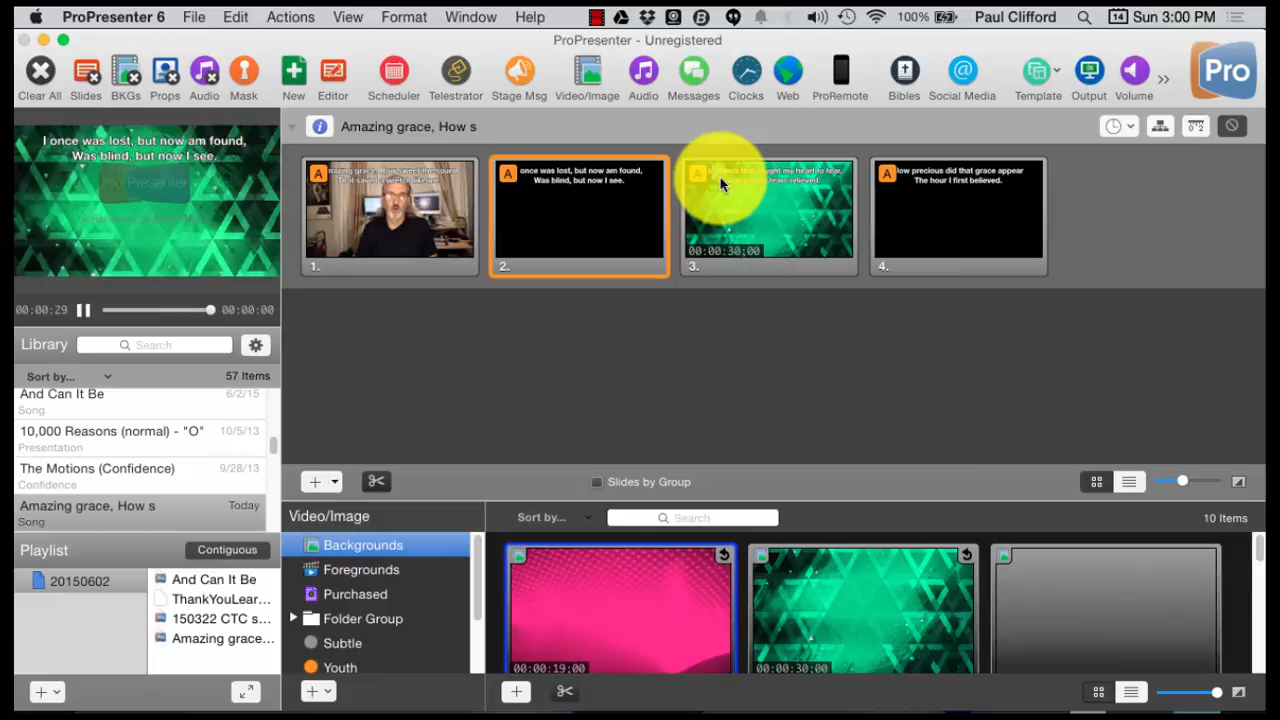 ProPresenter 6 File Edit Actions View Format Window Help 100% Paul Clifford 14 Sun 3:00 PM
ProPresenter - Unregistered
Clear All Slides BKGs Props Audio Mask New Editor Scheduler Telestrator Stage Msg Video/Image Audio Messages Clocks Web ProRemote Bibles Social Media Template Output Volume
Pro
Amazing grace, How s
I once was lost, but now am found,
Was blind, but now I see.
A
1.
A once was lost, but now am found,
Was blind, but now I see.
2.
my heart to fear,
fears relieved.
00:00:30;00
3.
A low precious did that grace appear
The hour I first believed.
4.
00:00:29 00:00:00
Library Search
Sort by... 57 Items
And Can It Be 6/2/15
Song
10,000 Reasons (normal) - "O" 10/5/13
Presentation
The Motions (Confidence) 9/28/13
Confidence
Amazing grace, How s Today
Song
Slides by Group
Playlist Contiguous
20150602
And Can It Be
ThankYouLear...
150322 CTC s...
Amazing grace...
Video/Image
Backgrounds
Foregrounds
Purchased
Folder Group
Subtle
Youth
Sort by... Search 10 Items
00:00:19;00
00:00:30;00